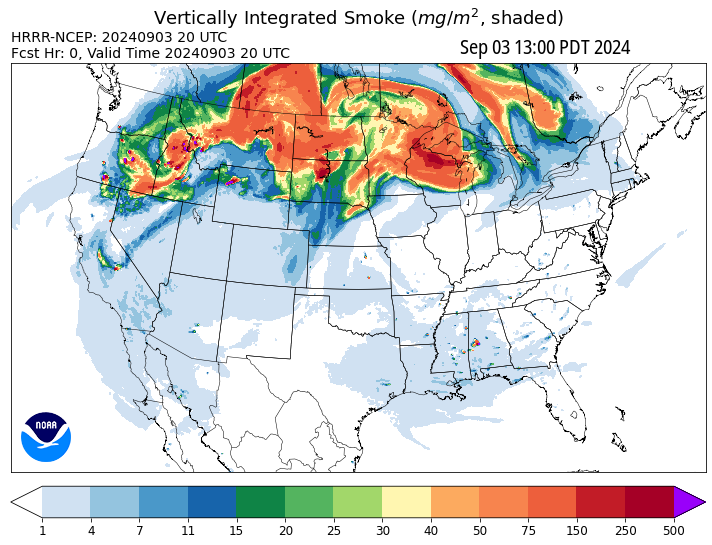 Vertically Integrated Smoke (mg/m², shaded)
HRRR-NCEP: 20240903 20 UTC
Fcst Hr: 0, Valid Time 20240903 20 UTC
Sep 03 13:00 PDT 2024
NOAA
1 4 7 11 15 20 25 30 40 50 75 150 250 500